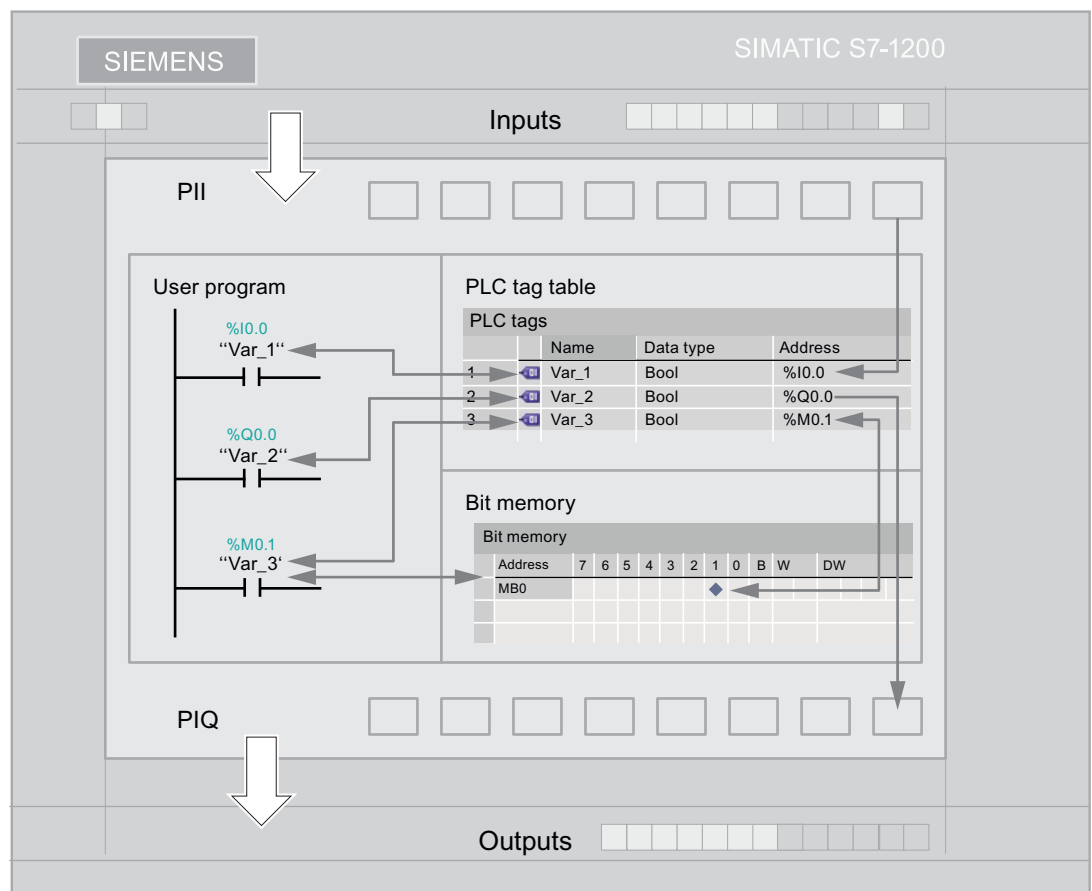 SIEMENS
SIMATIC S7-1200
Inputs
PII
User program
%I0.0
“Var_1“
%Q0.0
“Var_2“
%M0.1
“Var_3‘
PLC tag table
PLC tags
Name Data type Address
1 Var_1 Bool %I0.0
2 Var_2 Bool %Q0.0
3 Var_3 Bool %M0.1
Bit memory
Bit memory
Address 7 6 5 4 3 2 1 0 B W DW
MB0
PIQ
Outputs